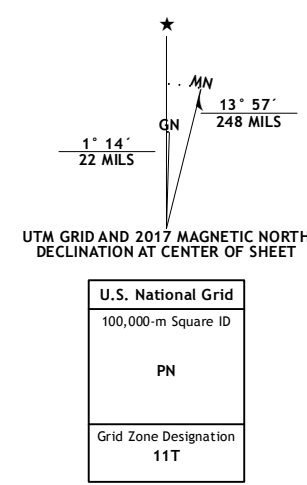 MN
GN
13° 57´
248 MILS
1° 14´
22 MILS
UTM GRID AND 2017 MAGNETIC NORTH
DECLINATION AT CENTER OF SHEET
U.S. National Grid
100,000-m Square ID
PN
Grid Zone Designation
11T